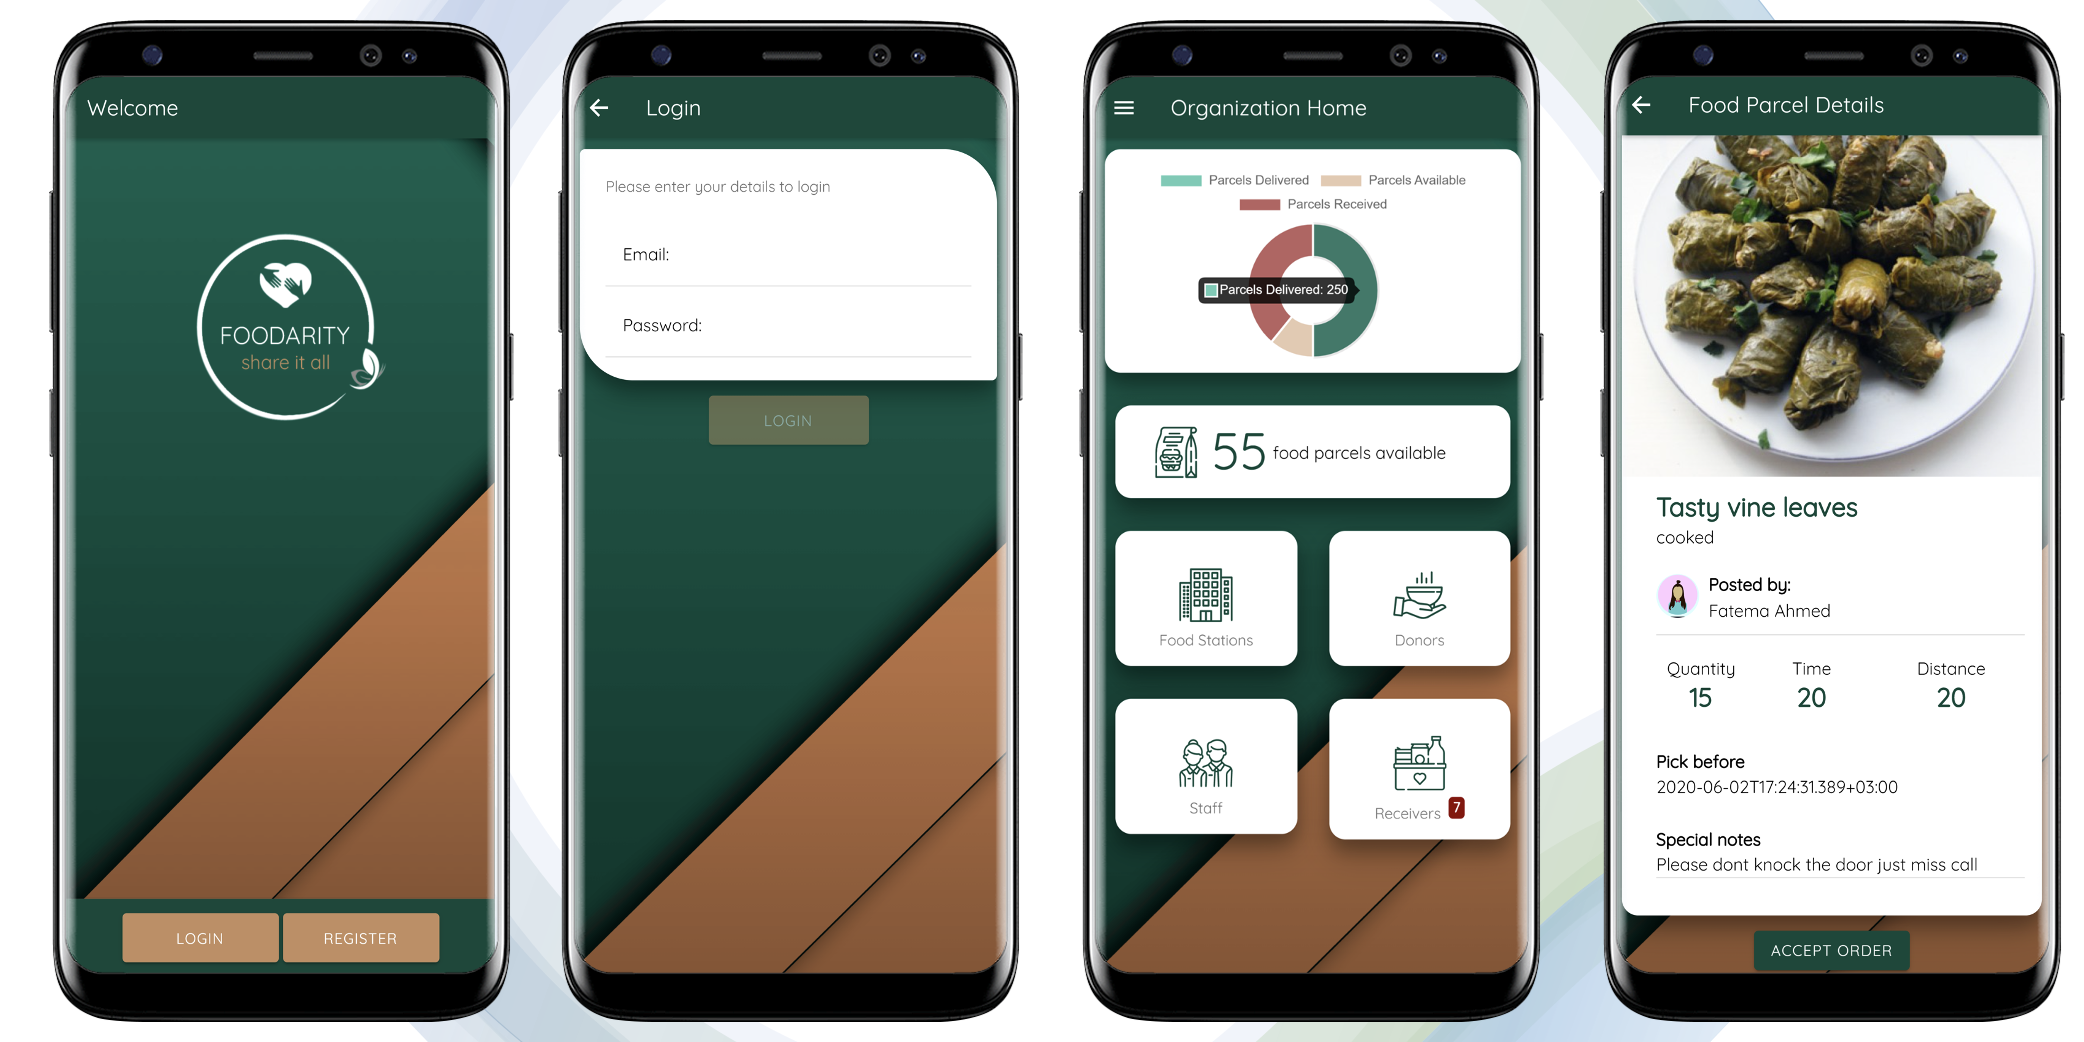 Welcome
FOODARITY
share it all
LOGIN
REGISTER
Login
Please enter your details to login
Email:
Password:
LOGIN
Organization Home
Parcels Delivered
Parcels Available
Parcels Received
Parcels Delivered: 250
55 food parcels available
Food Stations
Donors
Staff
Receivers 7
Food Parcel Details
Tasty vine leaves
cooked
Posted by:
Fatema Ahmed
Quantity Time Distance
15 20 20
Pick before
2020-06-02T17:24:31.389+03:00
Special notes
Please dont knock the door just miss call
ACCEPT ORDER